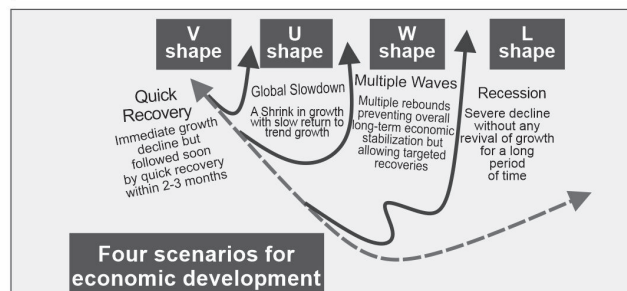 V
shape
U
shape
W
shape
L
shape
Quick
Recovery
Immediate growth
decline but
followed soon
by quick recovery
within 2-3 months
Global Slowdown
A Shrink in growth
with slow return to
trend growth
Multiple Waves
Multiple rebounds
preventing overall
long-term economic
stabilization but
allowing targeted
recoveries
Recession
Severe decline
without any
revival of growth
for a long
period
of time
Four scenarios for
economic development